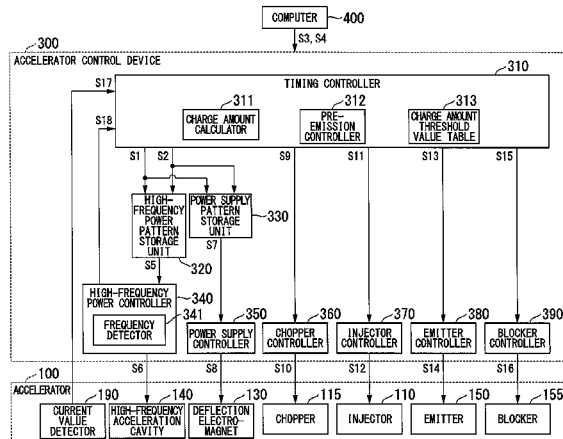 COMPUTER
400
S3, S4
300
ACCELERATOR CONTROL DEVICE
310
S17
TIMING CONTROLLER
311
312
313
CHARGE AMOUNT
CALCULATOR
PRE-
EMISSION
CONTROLLER
CHARGE AMOUNT
THRESHOLD
VALUE TABLE
S18
S1
S2
S9
S11
S13
S15
HIGH-
FREQUENCY
POWER
PATTERN
STORAGE
UNIT
POWER SUPPLY
PATTERN
STORAGE
UNIT
330
S7
S5
320
HIGH-FREQUENCY
POWER CONTROLLER
340
341
FREQUENCY
DETECTOR
350
360
370
380
390
POWER SUPPLY
CONTROLLER
CHOPPER
CONTROLLER
INJECTOR
CONTROLLER
EMITTER
CONTROLLER
BLOCKER
CONTROLLER
S6
S8
S10
S12
S14
S16
100
ACCELERATOR
190
140
130
115
110
150
155
CURRENT
VALUE
DETECTOR
HIGH-FREQUENCY
ACCELERATION
CAVITY
DEFLECTION
ELECTRO-
MAGNET
CHOPPER
INJECTOR
EMITTER
BLOCKER